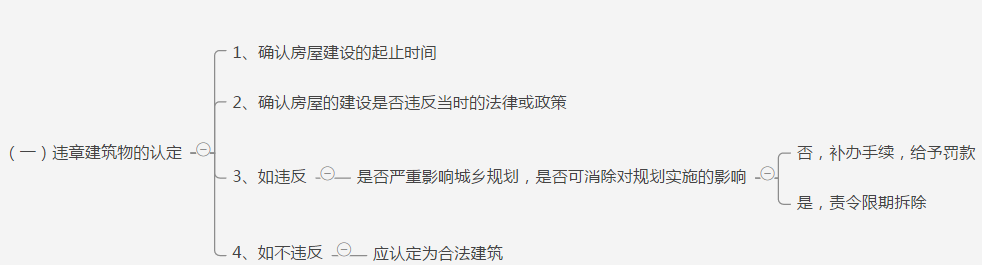 （一）违章建筑物的认定
1、确认房屋建设的起止时间
2、确认房屋的建设是否违反当时的法律或政策
3、如违反
是否严重影响城乡规划，是否可消除对规划实施的影响
否，补办手续，给予罚款
是，责令限期拆除
4、如不违反
应认定为合法建筑